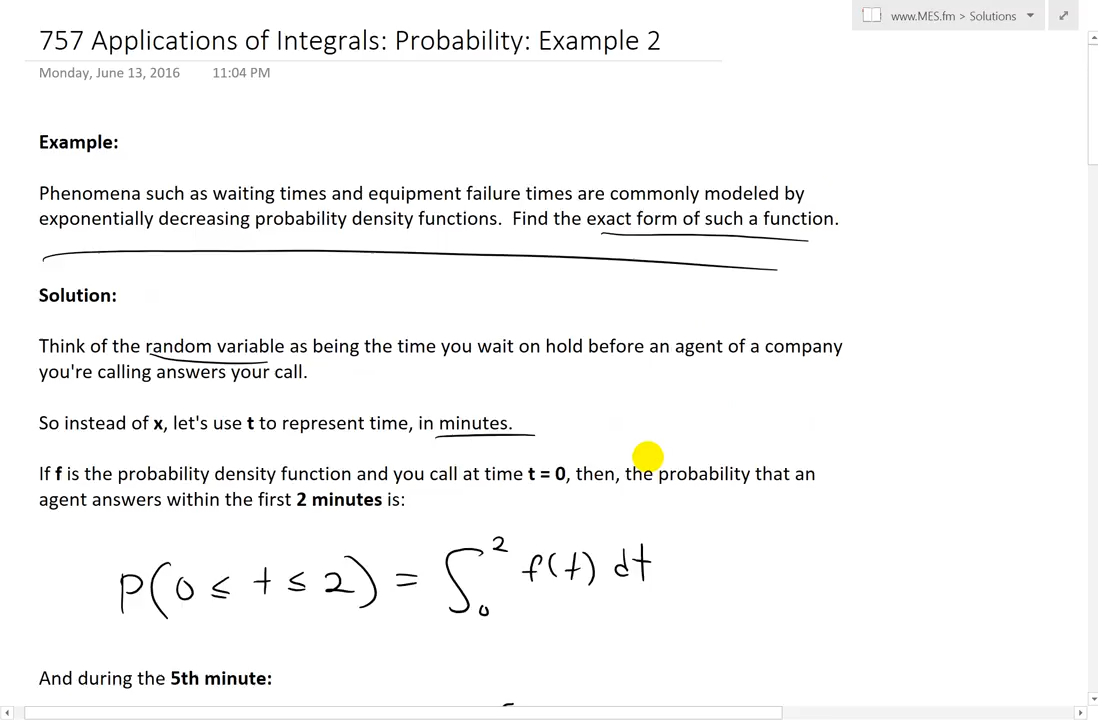 www.MES.fm > Solutions
757 Applications of Integrals: Probability: Example 2
Monday, June 13, 2016 11:04 PM
Example:
Phenomena such as waiting times and equipment failure times are commonly modeled by
exponentially decreasing probability density functions. Find the exact form of such a function.
Solution:
Think of the random variable as being the time you wait on hold before an agent of a company
you're calling answers your call.
So instead of x, let's use t to represent time, in minutes.
If f is the probability density function and you call at time t = 0, then, the probability that an
agent answers within the first 2 minutes is:
P(0 ≤ t ≤ 2) = ∫₀² f(t) dt
And during the 5th minute: